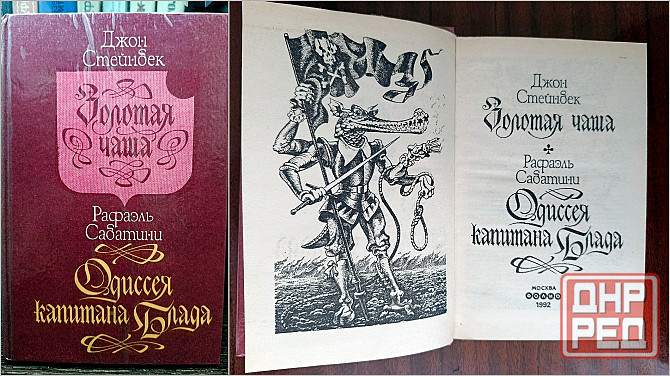 Джон
Стейнбек
Золотая
чаша
Рафаэль
Сабатини
Одиссея
капитана Блада
Джон
Стейнбек
Золотая чаша
Рафаэль
Сабатини
Одиссея
капитана Блада
МОСКВА
1992
ДНР
РЕД